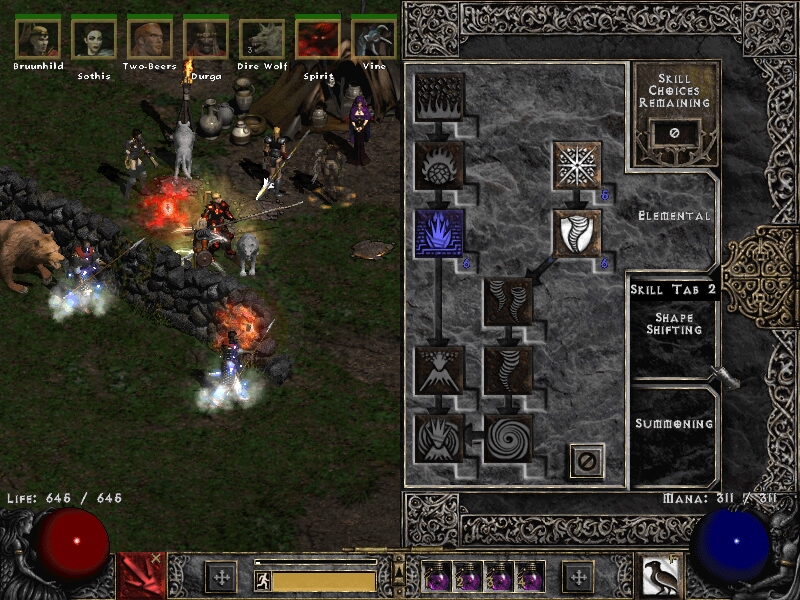 Bruunhild
Sothis
Two-Beers
Durga
3
Dire Wolf
Spirit
Vine
Skill
Choices
Remaining
0
Elemental
6
6
6
Skill Tab 2
Shape
Shifting
Summoning
Life: 645 / 645
Mana: 311 / 311